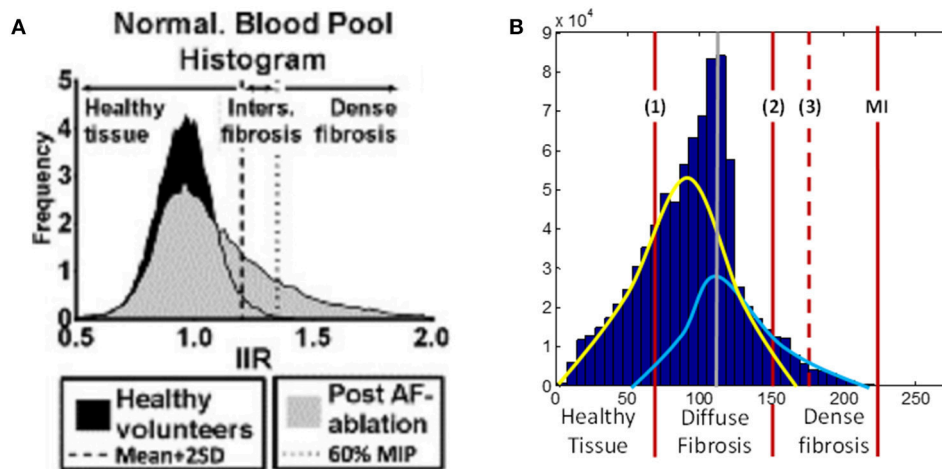 A
Normal. Blood Pool
Histogram
Healthy tissue
Inters. fibrosis
Dense fibrosis
Frequency
5
4
3
2
1
0
0.5 1.0 1.5 2.0
IIR
Healthy volunteers
Mean+2SD
Post AF-ablation
60% MIP
B
9 × 10⁴
8
7
6
5
4
3
2
1
0
(1) (2) (3) MI
0 50 100 150 200 250
Healthy Tissue
Diffuse Fibrosis
Dense fibrosis